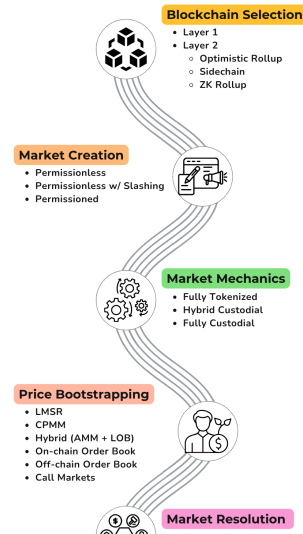 Blockchain Selection
Layer 1
Layer 2
Optimistic Rollup
Sidechain
ZK Rollup
Market Creation
Permissionless
Permissionless w/ Slashing
Permissioned
Market Mechanics
Fully Tokenized
Hybrid Custodial
Fully Custodial
Price Bootstrapping
LMSR
CPMM
Hybrid (AMM + LOB)
On-chain Order Book
Off-chain Order Book
Call Markets
$
Market Resolution
$